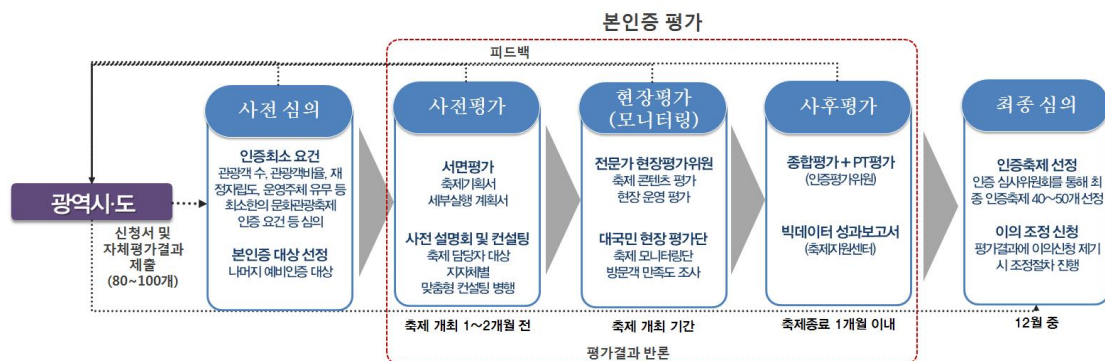 본인증 평가
피드백
광역시·도
신청서 및
자체평가결과
제출
(80~100개)
사전 심의
인증최소 요건
관광객 수, 관광객비율, 재
정자립도, 운영주체 유무 등
최소한의 문화관광축제
인증 요건 등 심의
본인증 대상 선정
나머지 예비인증 대상
사전평가
서면평가
축제기획서
세부실행 계획서
사전 설명회 및 컨설팅
축제 담당자 대상
지자체별
맞춤형 컨설팅 병행
축제 개최 1~2개월 전
현장평가
(모니터링)
전문가 현장평가위원
축제 콘텐츠 평가
현장 운영 평가
대국민 현장 평가단
축제 모니터링단
방문객 만족도 조사
축제 개최 기간
사후평가
종합평가 + PT평가
(인증평가위원)
빅데이터 성과보고서
(축제지원센터)
축제종료 1개월 이내
최종 심의
인증축제 선정
인증 심사위원회를 통해 최
종 인증축제 40~50개 선정
이의 조정 신청
평가결과에 이의신청 제기
시 조정절차 진행
12월 중
평가결과 반론